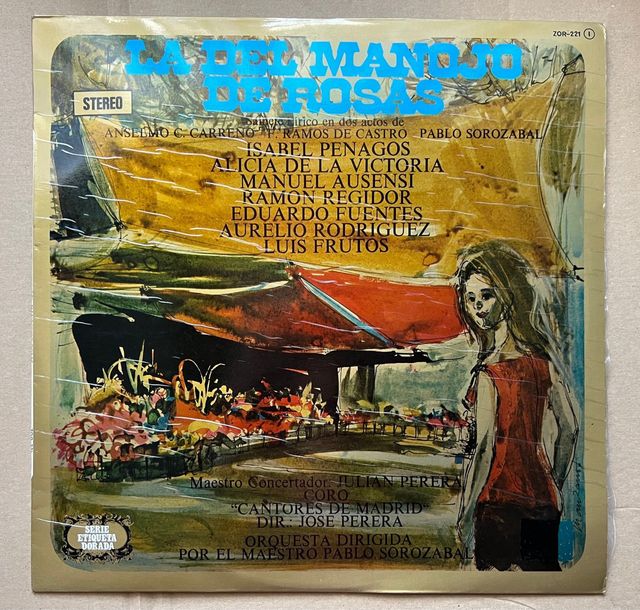 ZOR-221 1
LA DEL MANOJO
DE ROSAS
STEREO
lírico en dos actos de
ANSELMO C. CARREÑO - F. RAMOS DE CASTRO - PABLO SOROZABAL
ISABEL PENAGOS
ALICIA DE LA VICTORIA
MANUEL AUSENSI
RAMON REGIDOR
EDUARDO FUENTES
AURELIO RODRIGUEZ
LUIS FRUTOS
Maestro Concertador: JULIAN PERERA
CORO
"CANTORES DE MADRID"
DIR.: JOSE PERERA
ORQUESTA DIRIGIDA
POR EL MAESTRO PABLO SOROZABAL
SERIE
ETIQUETA
DORADA